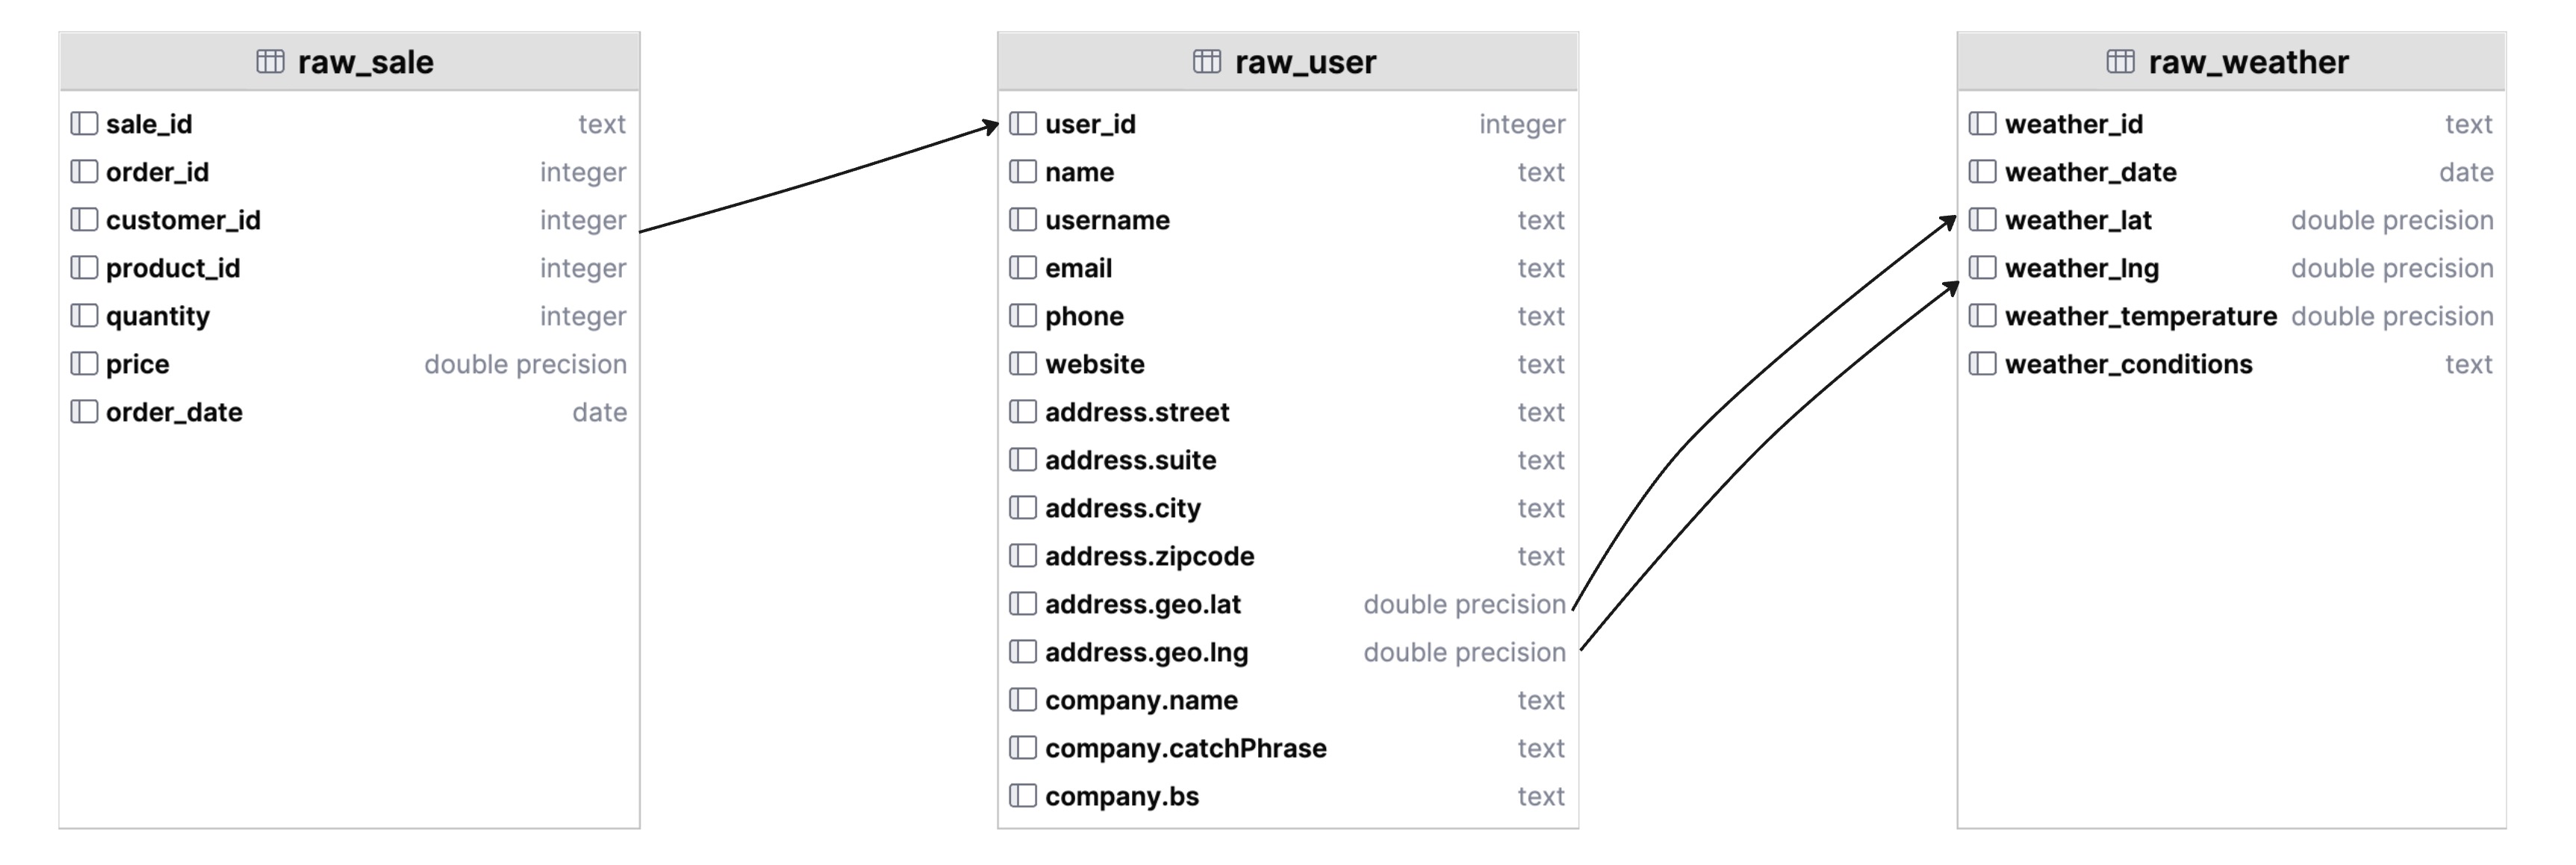 raw_sale
sale_id text
order_id integer
customer_id integer
product_id integer
quantity integer
price double precision
order_date date
raw_user
user_id integer
name text
username text
email text
phone text
website text
address.street text
address.suite text
address.city text
address.zipcode text
address.geo.lat double precision
address.geo.lng double precision
company.name text
company.catchPhrase text
company.bs text
raw_weather
weather_id text
weather_date date
weather_lat double precision
weather_lng double precision
weather_temperature double precision
weather_conditions text